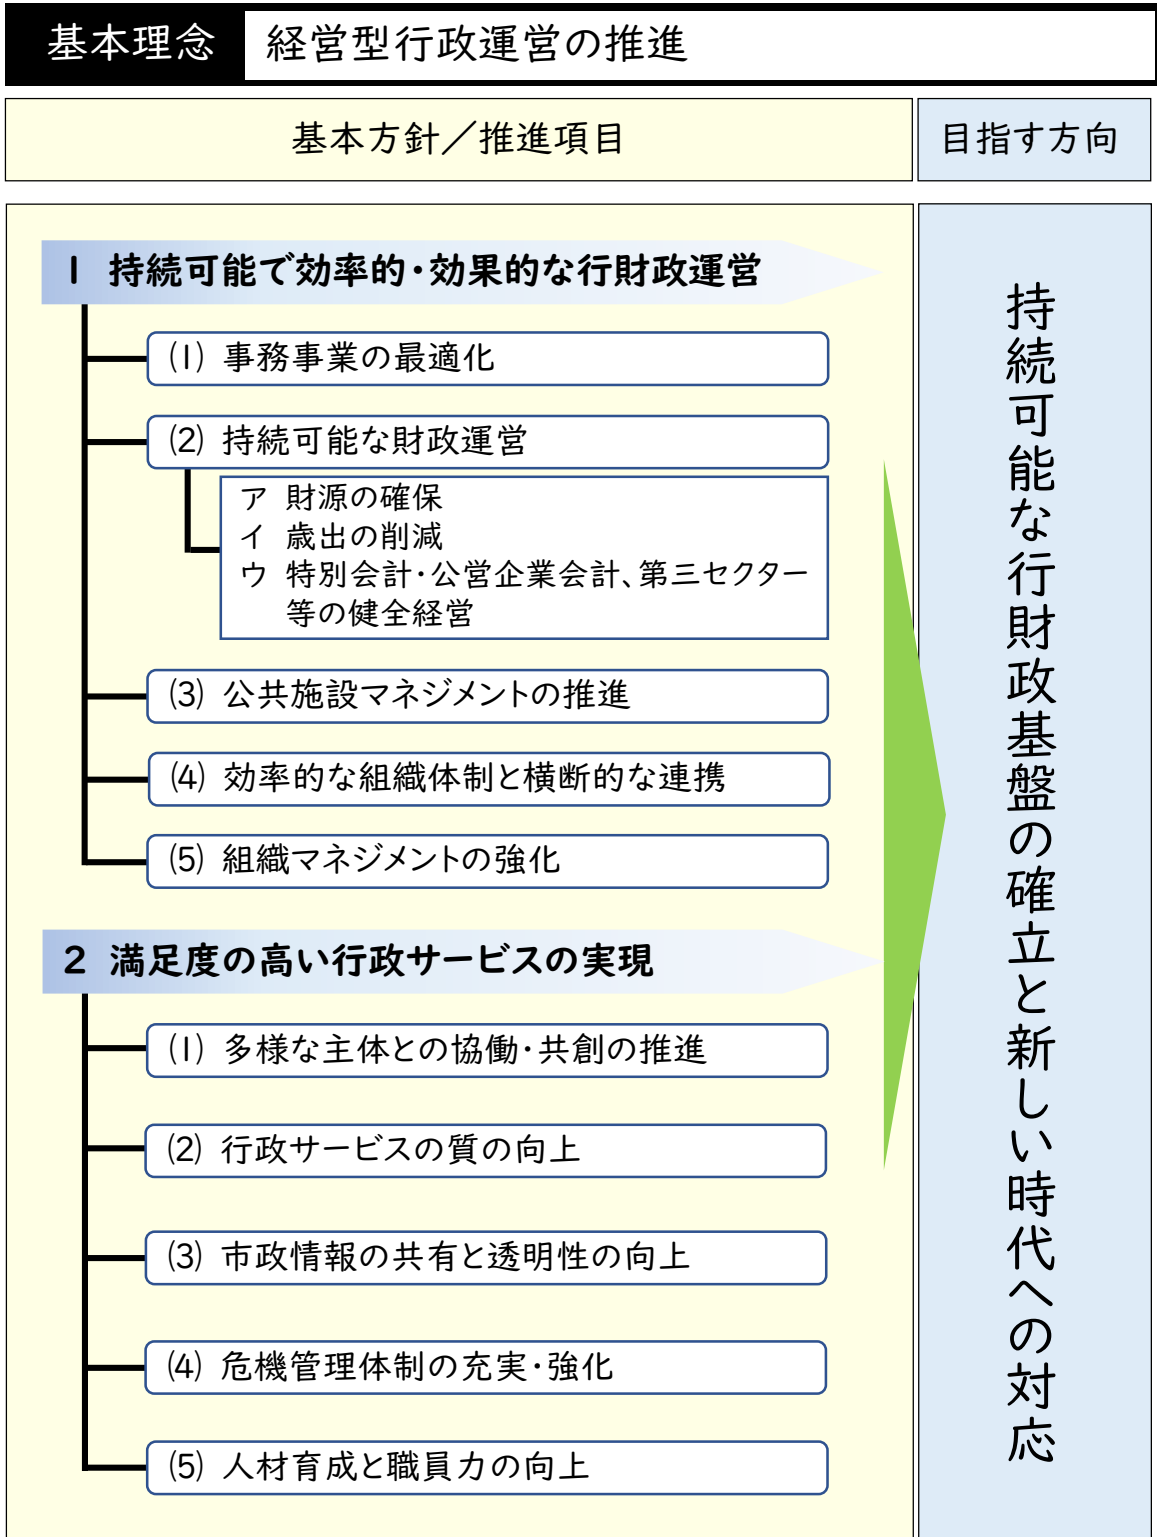 基本理念 経営型行政運営の推進
基本方針／推進項目
目指す方向
1 持続可能で効率的・効果的な行財政運営
(1) 事務事業の最適化
(2) 持続可能な財政運営
ア 財源の確保
イ 歳出の削減
ウ 特別会計・公営企業会計、第三セクター
等の健全経営
(3) 公共施設マネジメントの推進
(4) 効率的な組織体制と横断的な連携
(5) 組織マネジメントの強化
2 満足度の高い行政サービスの実現
(1) 多様な主体との協働・共創の推進
(2) 行政サービスの質の向上
(3) 市政情報の共有と透明性の向上
(4) 危機管理体制の充実・強化
(5) 人材育成と職員力の向上
持続可能な行財政基盤の確立と新しい時代への対応